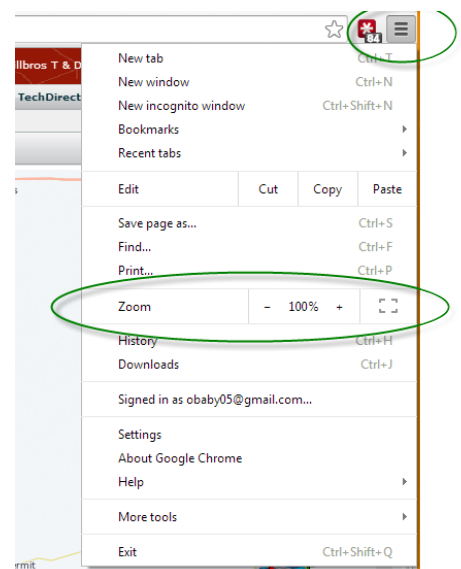 84
llbros T & D
TechDirect
New tab Ctrl+T
New window Ctrl+N
New incognito window Ctrl+Shift+N
Bookmarks
Recent tabs
Edit Cut Copy Paste
Save page as... Ctrl+S
Find... Ctrl+F
Print... Ctrl+P
Zoom − 100% +
History Ctrl+H
Downloads Ctrl+J
Signed in as obaby05@gmail.com...
Settings
About Google Chrome
Help
More tools
Exit Ctrl+Shift+Q
ermit